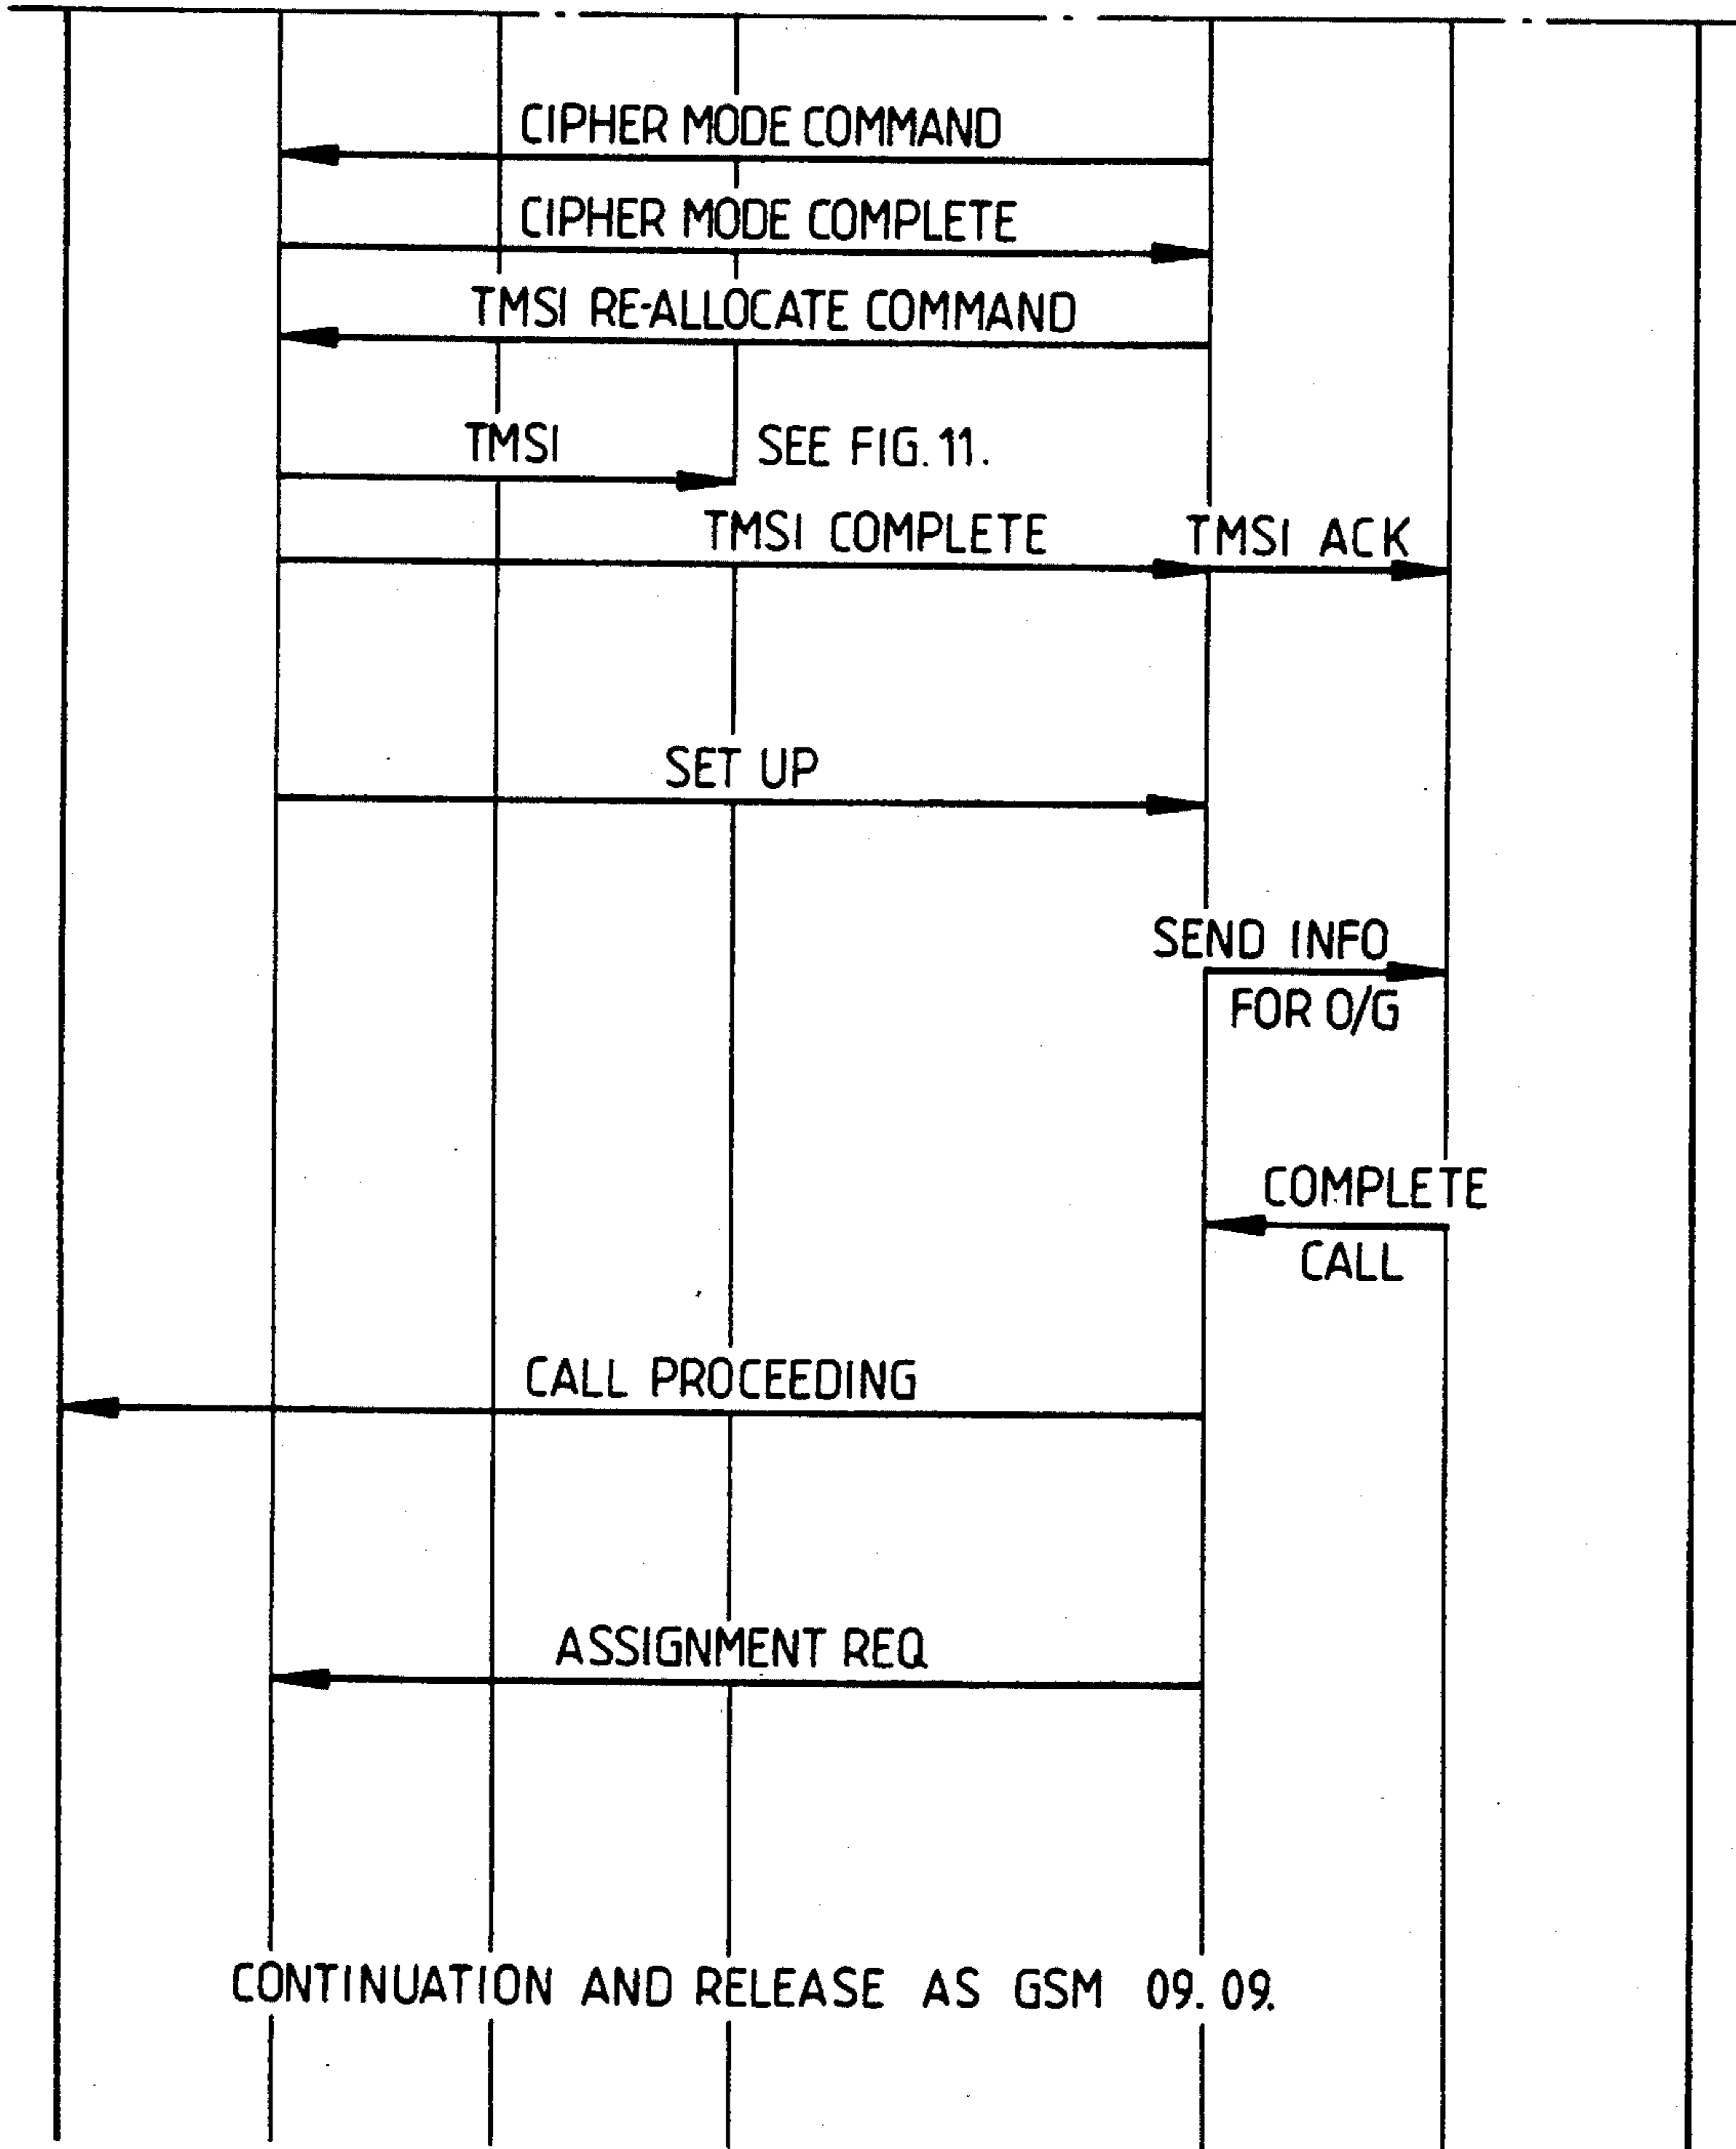 CIPHER MODE COMMAND
CIPHER MODE COMPLETE
TMSI RE-ALLOCATE COMMAND
TMSI SEE FIG. 11.
TMSI COMPLETE TMSI ACK
SET UP
SEND INFO
FOR O/G
COMPLETE
CALL
CALL PROCEEDING
ASSIGNMENT REQ
CONTINUATION AND RELEASE AS GSM 09.09.